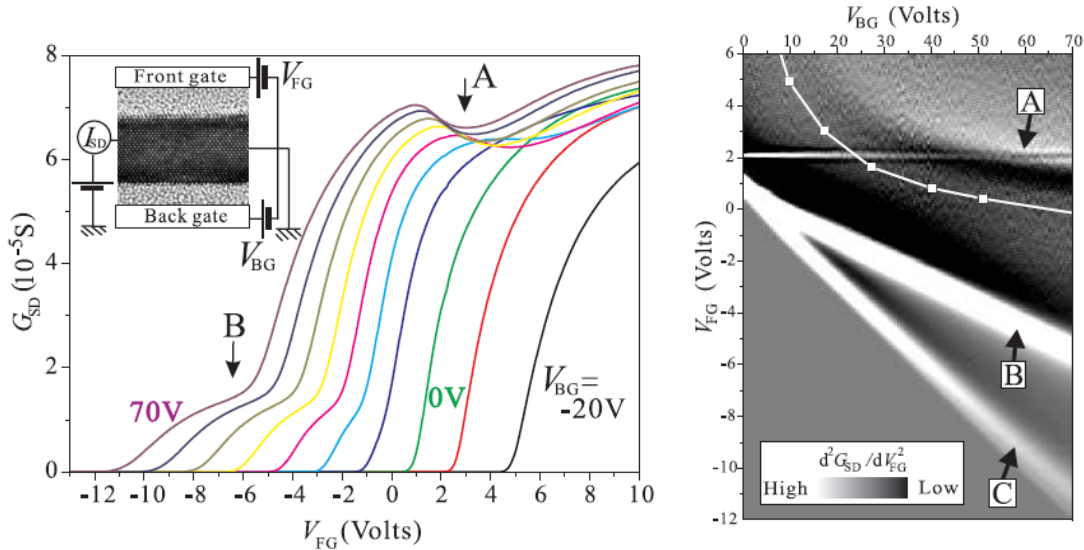 8
6
4
2
0
G_SD (10^-5 S)
-12 -10 -8 -6 -4 -2 0 2 4 6 8 10
V_FG (Volts)
Front gate
Back gate
V_FG
I_SD
V_BG
A
B
70V
0V
V_BG=
-20V
V_BG (Volts)
0 10 20 30 40 50 60 70
6
4
2
0
-2
-4
-6
-8
-10
-12
V_FG (Volts)
A
B
C
d^2G_SD/dV_FG^2
High Low